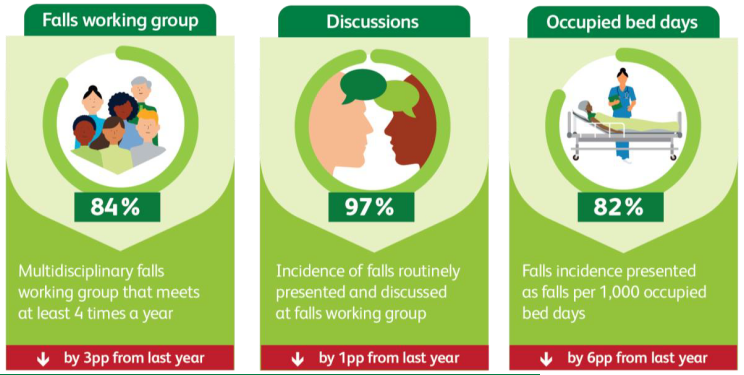 Falls working group
84%
Multidisciplinary falls
working group that meets
at least 4 times a year
↓ by 3pp from last year
Discussions
97%
Incidence of falls routinely
presented and discussed
at falls working group
↓ by 1pp from last year
Occupied bed days
82%
Falls incidence presented
as falls per 1,000 occupied
bed days
↓ by 6pp from last year